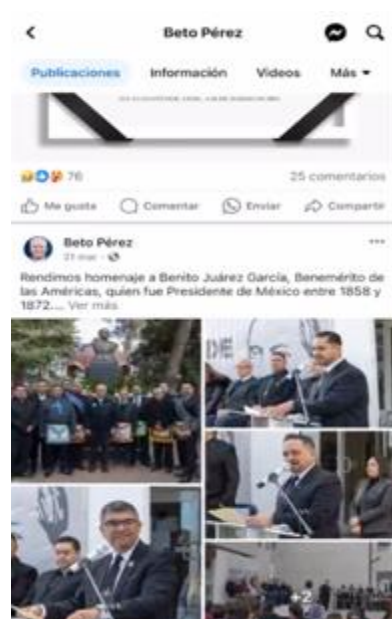 Beto Pérez
Publicaciones Información Videos Más
76 25 comentarios
Me gusta Comentar Enviar Compartir
Beto Pérez
21 mar
Rendimos homenaje a Benito Juárez García, Benemérito de
las Américas, quien fue Presidente de México entre 1858 y
1872.... Ver más
+2